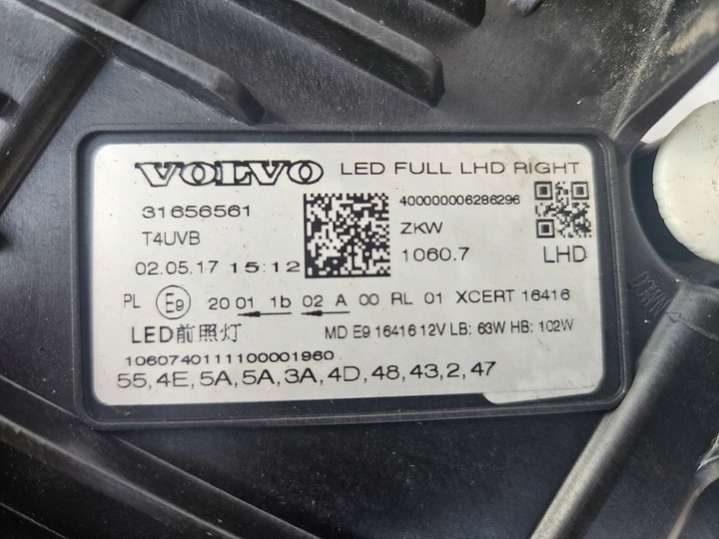 VOLVO LED FULL LHD RIGHT
31656561 400000006286296
T4UVB ZKW
02.05.17 15:12 1060.7 LHD
PL E9 20 01 1b 02 A 00 RL 01 XCERT 16416
LED前照灯 MD E9 16416 12V LB: 63W HB: 102W
1060740111100001960
55,4E,5A,5A,3A,4D,48,43,2,47